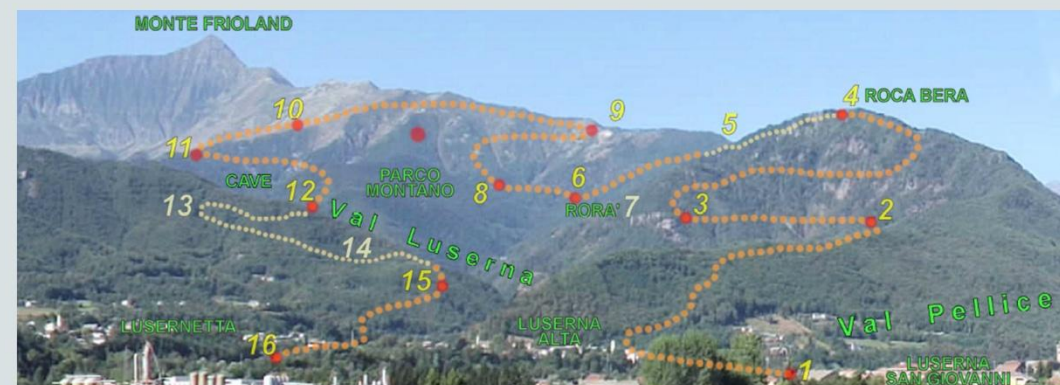 MONTE FRIOLAND
4 ROCA BERA
10
9
5
11
6
PARCO
MONTANO
CAVE
12
8
RORA' 7
3
2
13
Val Luserna
14
15
Val Pellice
LUSERNETTA
LUSERNA
ALTA
16
1
LUSERNA
SAN GIOVANNI